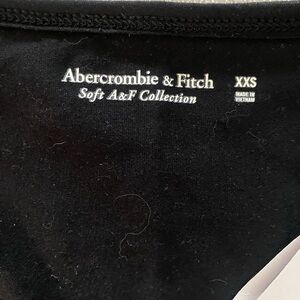 Abercrombie & Fitch XXS
Soft A&F Collection MADE IN
VIETNAM